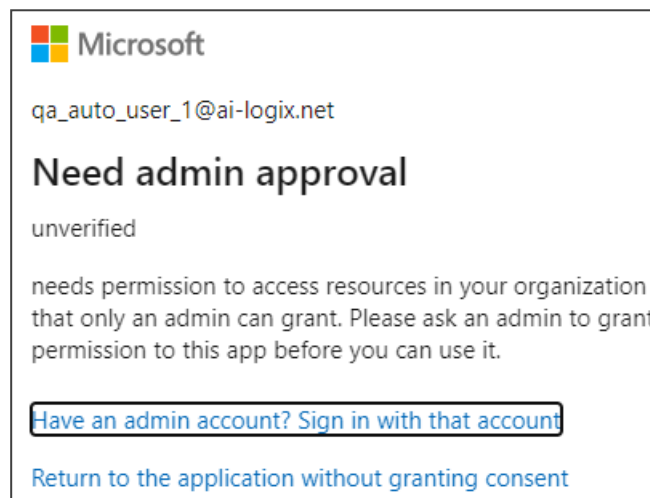 Microsoft
qa_auto_user_1@ai-logix.net
Need admin approval
unverified
needs permission to access resources in your organization
that only an admin can grant. Please ask an admin to grant
permission to this app before you can use it.
Have an admin account? Sign in with that account
Return to the application without granting consent